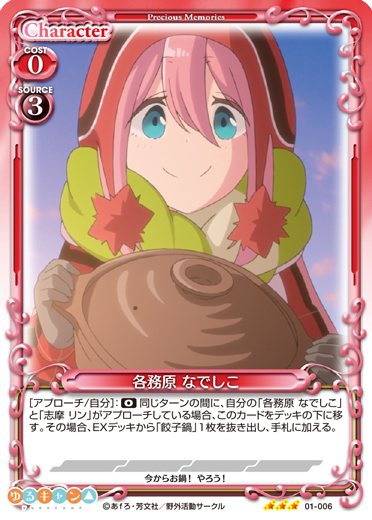 Precious Memories
Character
COST
0
SOURCE
3
各務原 なでしこ
[アプローチ/自分]:0 同じターンの間に、自分の「各務原 なでしこ」
と「志摩 リン」がアプローチしている場合、このカードをデッキの下に移
す。その場合、EXデッキから「餃子鍋」1枚を抜き出し、手札に加える。
今からお鍋! やろう!
ゆるキャン△
©あfろ・芳文社/野外活動サークル
01-006